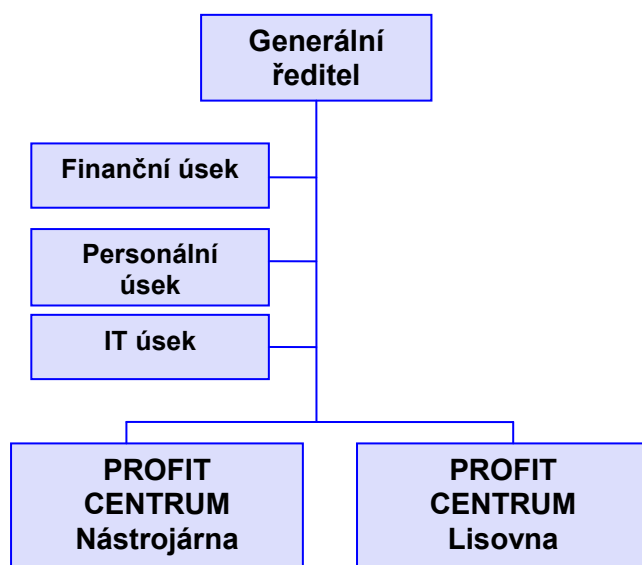 Generální
ředitel
Finanční úsek
Personální
úsek
IT úsek
PROFIT
CENTRUM
Nástrojárna
PROFIT
CENTRUM
Lisovna